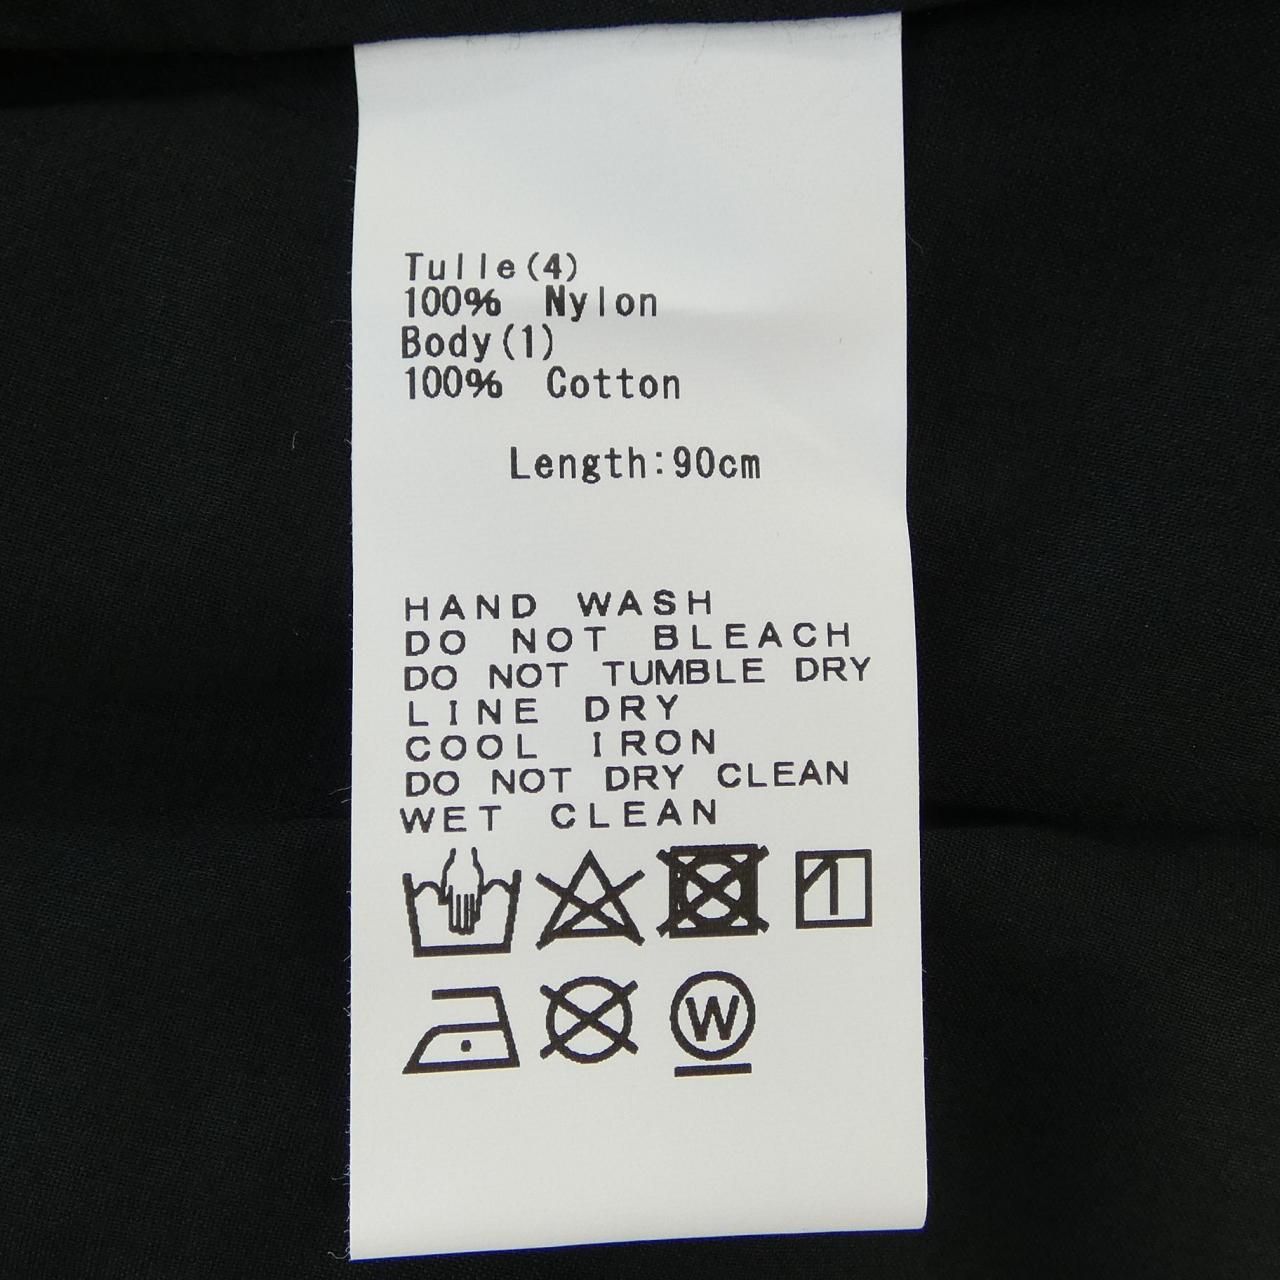 Tulle(4)
100% Nylon
Body(1)
100% Cotton
Length:90cm
HAND WASH
DO NOT BLEACH
DO NOT TUMBLE DRY
LINE DRY
COOL IRON
DO NOT DRY CLEAN
WET CLEAN
W